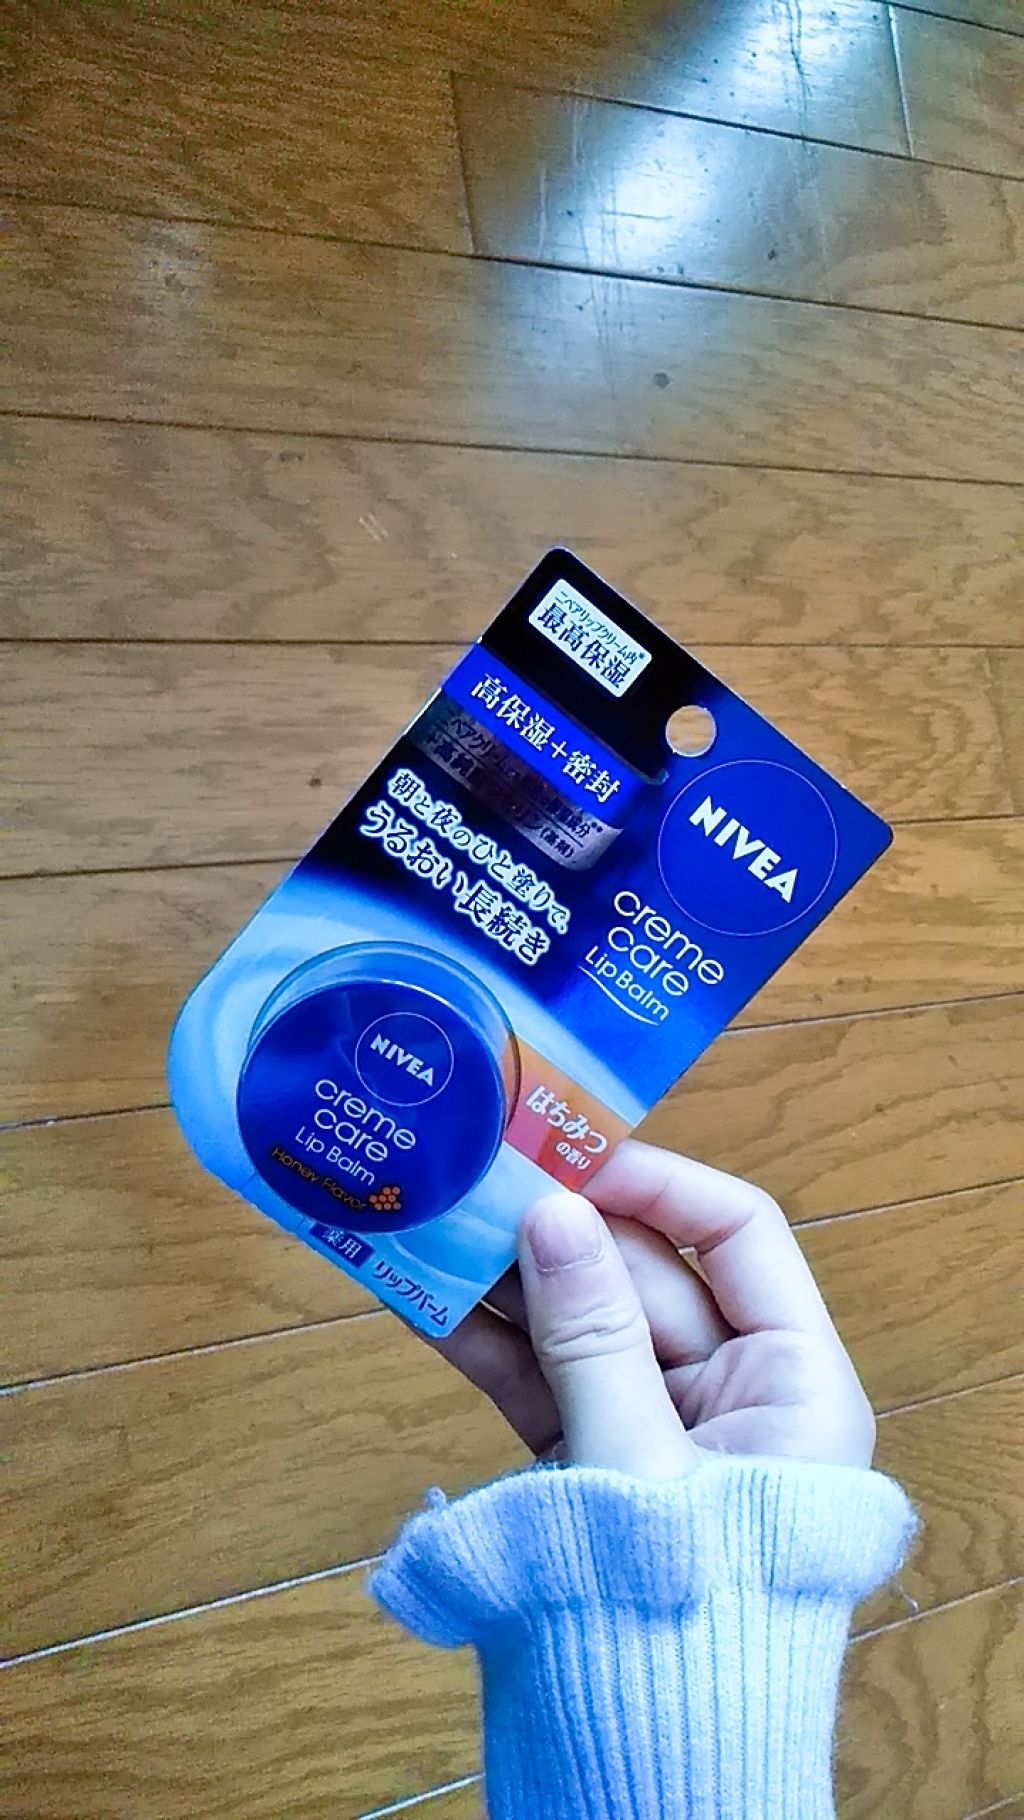 ニベアリップクリーム内※
最高保湿
高保湿+密封
朝と夜のひと塗りで、
うるおい長続き
NIVEA
creme
care
Lip Balm
はちみつ
の香り
NIVEA
creme
care
Lip Balm
Honey Flavor
薬用 リップバーム